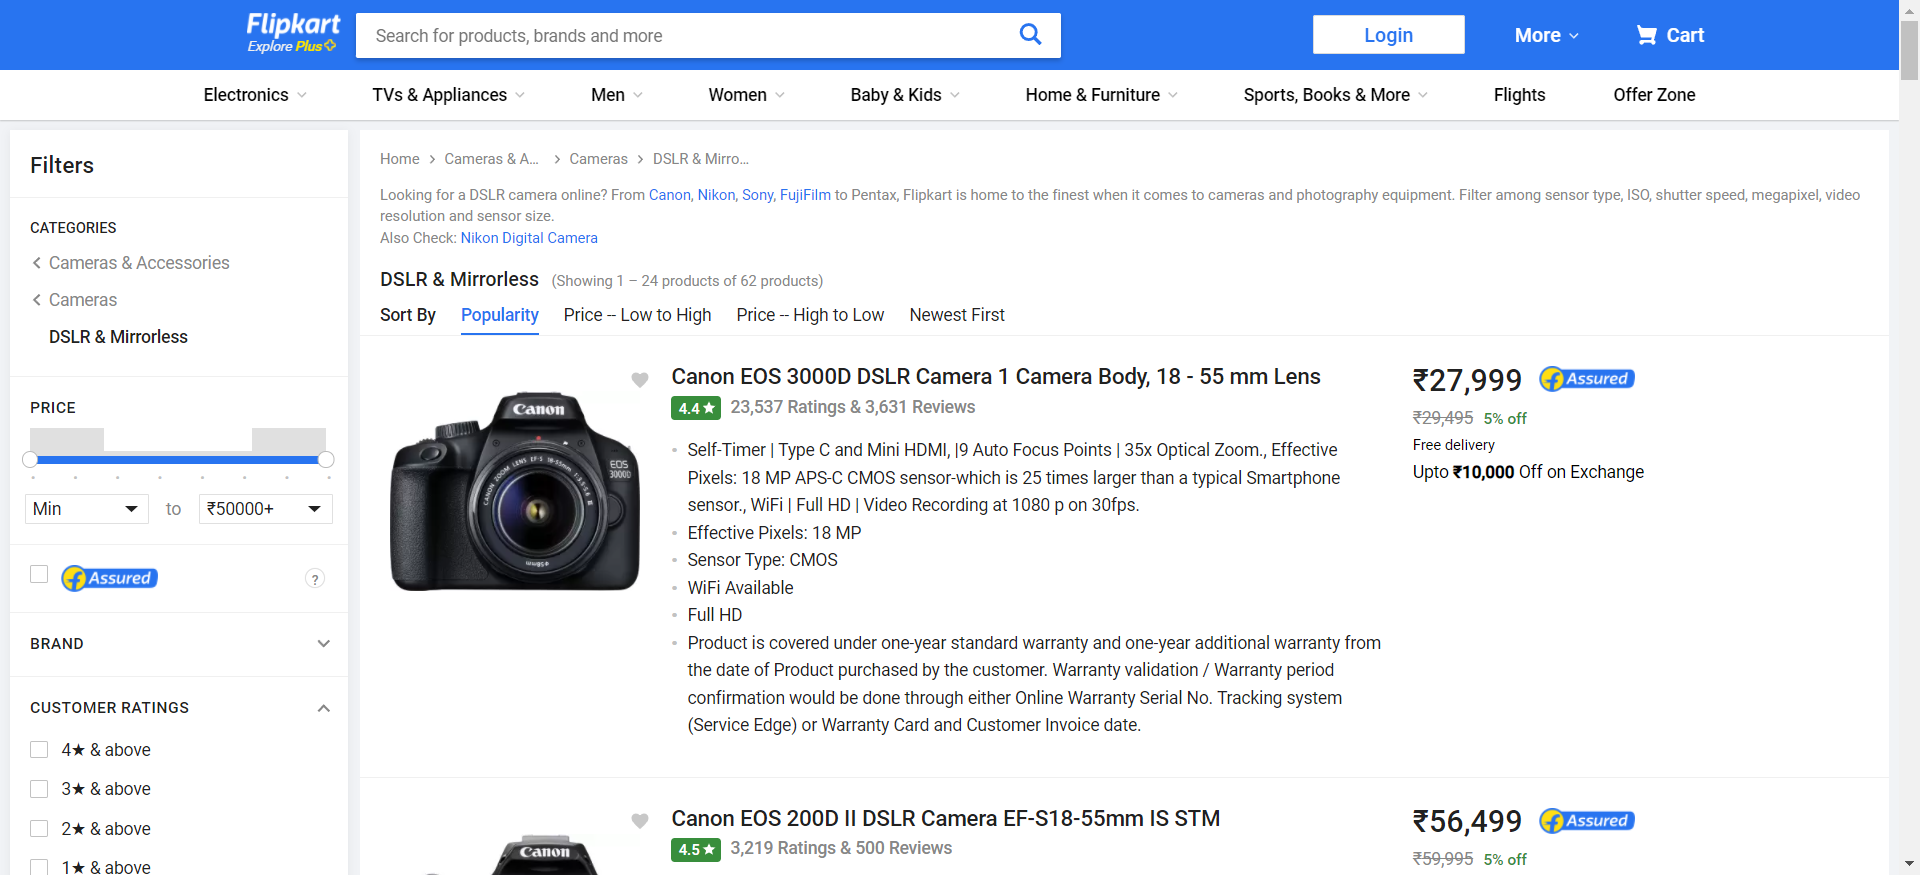 Flipkart
Explore Plus
Search for products, brands and more
Login
More
Cart
Electronics
TVs & Appliances
Men
Women
Baby & Kids
Home & Furniture
Sports, Books & More
Flights
Offer Zone
Filters
CATEGORIES
Cameras & Accessories
Cameras
DSLR & Mirrorless
PRICE
Min
to
₹50000+
Assured
?
BRAND
CUSTOMER RATINGS
4★ & above
3★ & above
2★ & above
1★ & above
Home > Cameras & A... > Cameras > DSLR & Mirro...
Looking for a DSLR camera online? From Canon, Nikon, Sony, FujiFilm to Pentax, Flipkart is home to the finest when it comes to cameras and photography equipment. Filter among sensor type, ISO, shutter speed, megapixel, video
resolution and sensor size.
Also Check: Nikon Digital Camera
DSLR & Mirrorless (Showing 1 – 24 products of 62 products)
Sort By Popularity Price -- Low to High Price -- High to Low Newest First
Canon
EOS
3000D
CANON ZOOM LENS EF-S 18-55mm
Canon EOS 3000D DSLR Camera 1 Camera Body, 18 - 55 mm Lens
4.4★ 23,537 Ratings & 3,631 Reviews
Self-Timer | Type C and Mini HDMI, |9 Auto Focus Points | 35x Optical Zoom., Effective
Pixels: 18 MP APS-C CMOS sensor-which is 25 times larger than a typical Smartphone
sensor., WiFi | Full HD | Video Recording at 1080 p on 30fps.
Effective Pixels: 18 MP
Sensor Type: CMOS
WiFi Available
Full HD
Product is covered under one-year standard warranty and one-year additional warranty from
the date of Product purchased by the customer. Warranty validation / Warranty period
confirmation would be done through either Online Warranty Serial No. Tracking system
(Service Edge) or Warranty Card and Customer Invoice date.
₹27,999 Assured
₹29,495 5% off
Free delivery
Upto ₹10,000 Off on Exchange
Canon
Canon EOS 200D II DSLR Camera EF-S18-55mm IS STM
4.5★ 3,219 Ratings & 500 Reviews
₹56,499 Assured
₹59,995 5% off